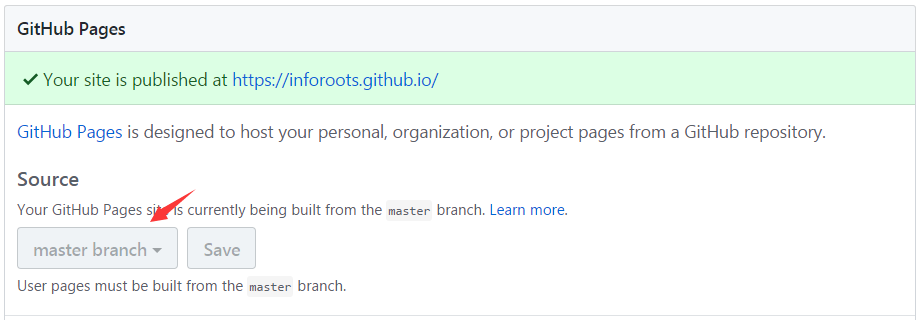 GitHub Pages
Your site is published at https://inforoots.github.io/
GitHub Pages is designed to host your personal, organization, or project pages from a GitHub repository.
Source
Your GitHub Pages site is currently being built from the master branch. Learn more.
master branch Save
User pages must be built from the master branch.